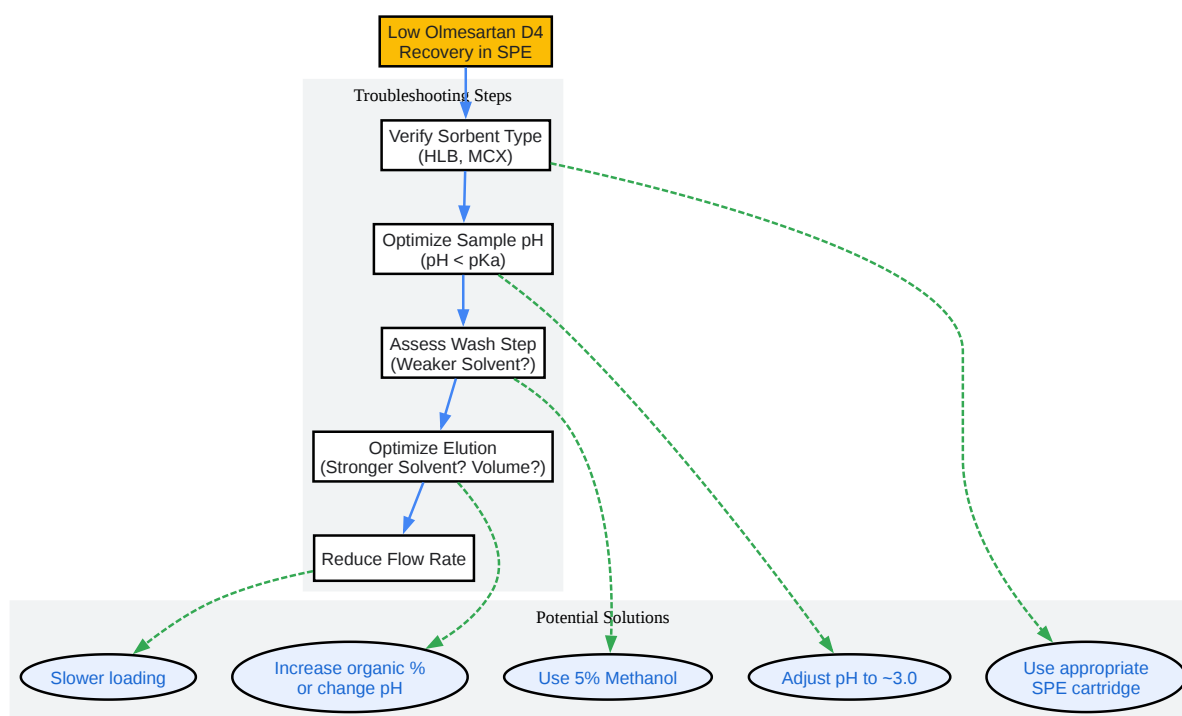 Low Olmesartan D4
Recovery in SPE
Troubleshooting Steps
Verify Sorbent Type
(HLB, MCX)
Optimize Sample pH
(pH < pKa)
Assess Wash Step
(Weaker Solvent?)
Optimize Elution
(Stronger Solvent? Volume?)
Reduce Flow Rate
Potential Solutions
Slower loading
Increase organic %
or change pH
Use 5% Methanol
Adjust pH to ~3.0
Use appropriate
SPE cartridge